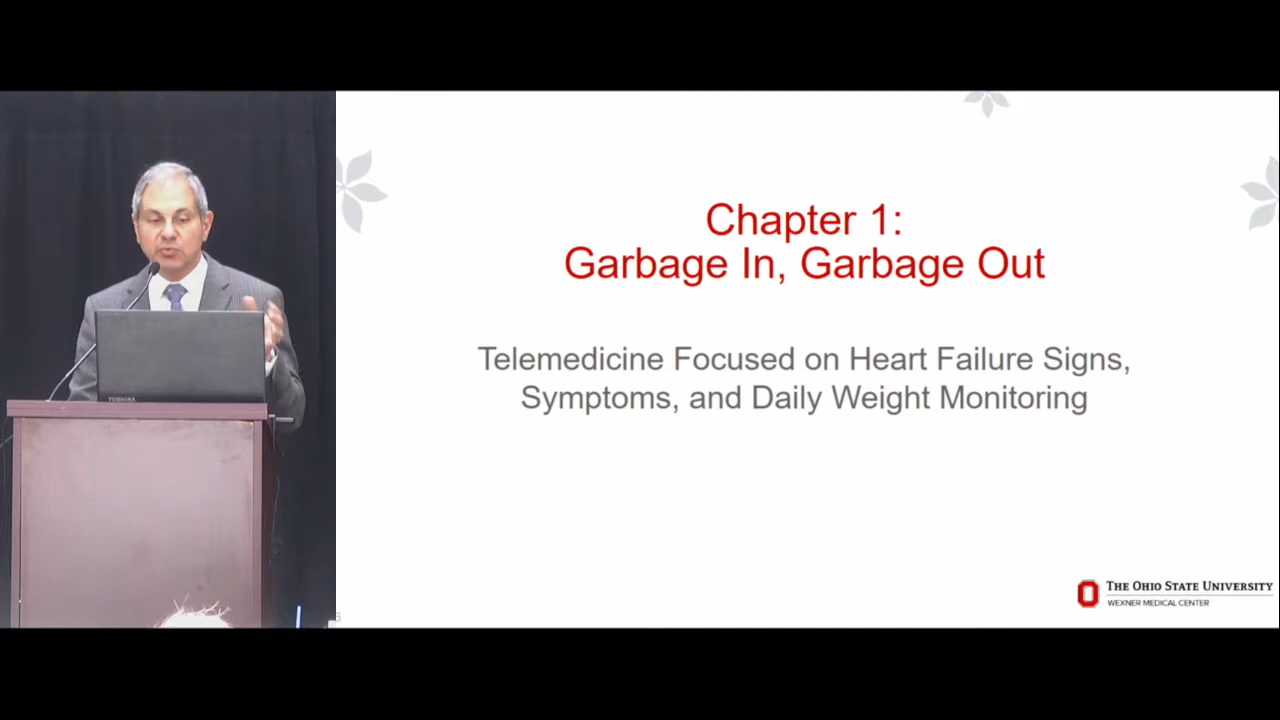 Chapter 1:
Garbage In, Garbage Out
Telemedicine Focused on Heart Failure Signs,
Symptoms, and Daily Weight Monitoring
THE OHIO STATE UNIVERSITY
WEXNER MEDICAL CENTER
TOSHIBA